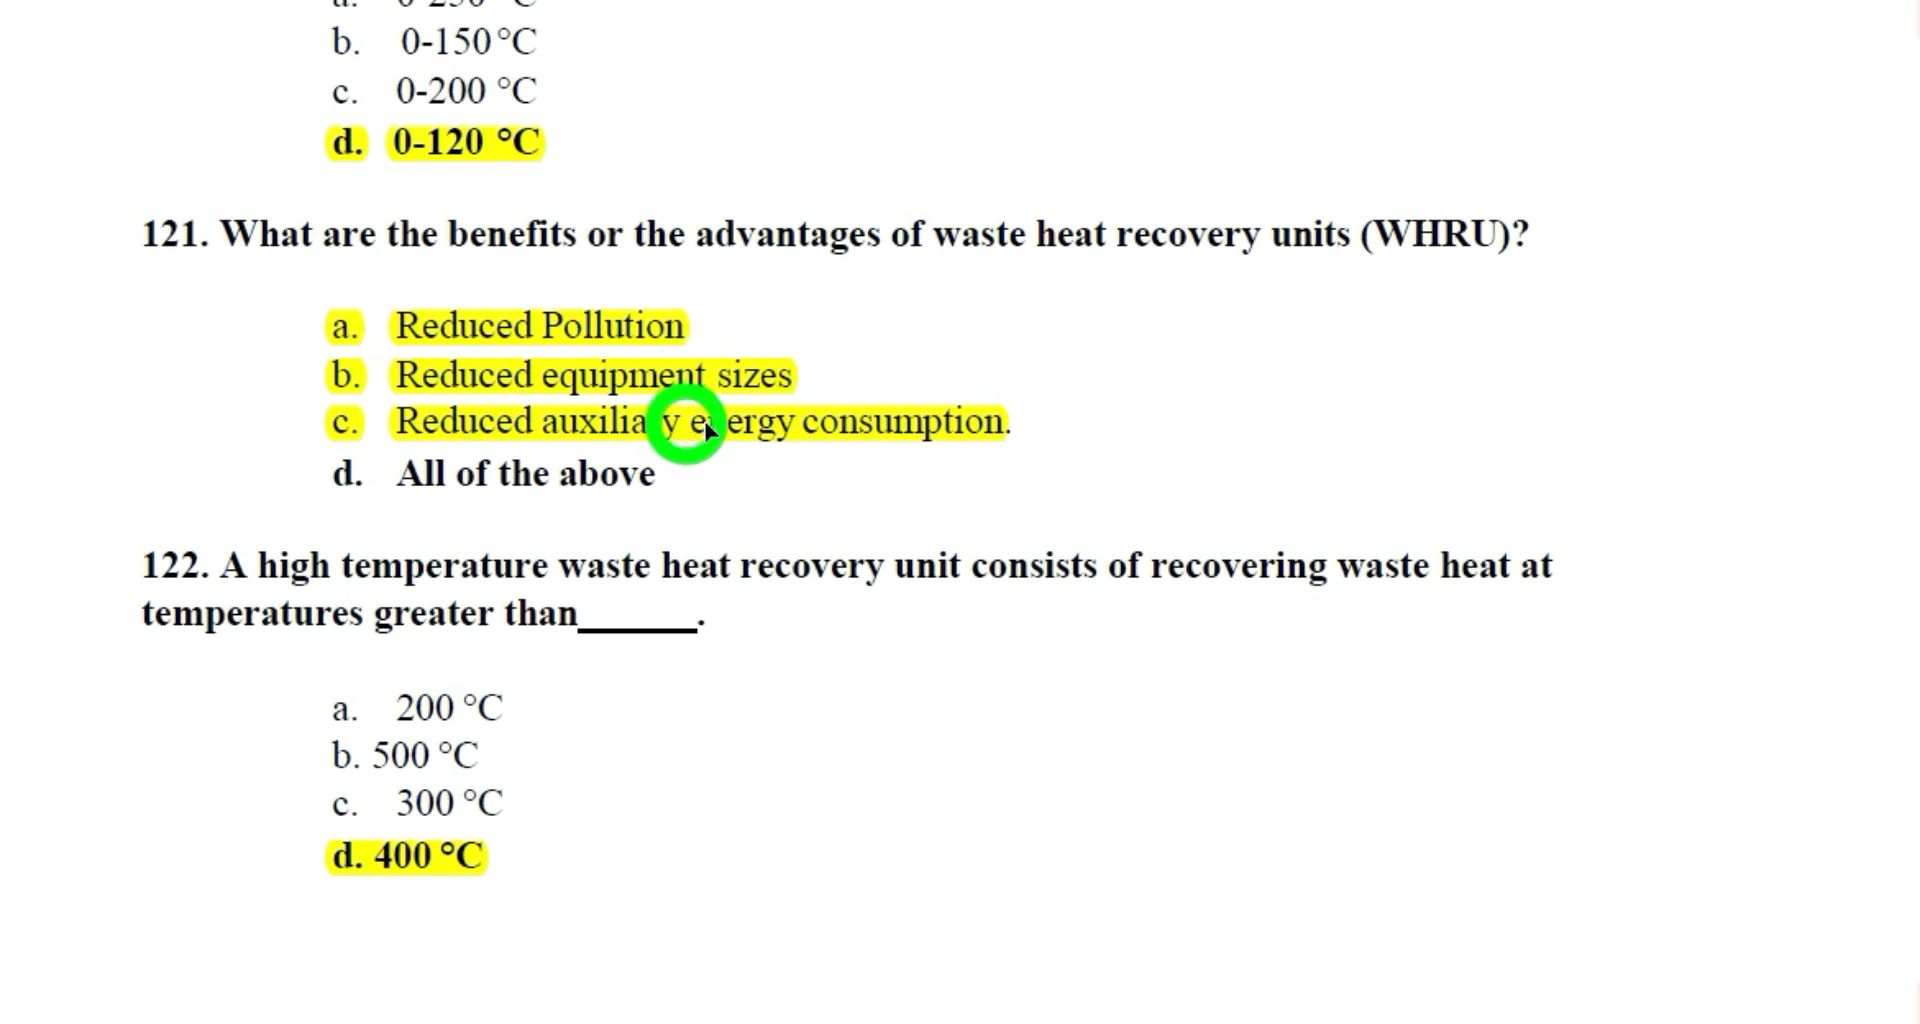 b. 0-150°C
c. 0-200 °C
d. 0-120 °C
121. What are the benefits or the advantages of waste heat recovery units (WHRU)?
a. Reduced Pollution
b. Reduced equipment sizes
c. Reduced auxiliary energy consumption.
d. All of the above
122. A high temperature waste heat recovery unit consists of recovering waste heat at
temperatures greater than______.
a. 200 °C
b. 500 °C
c. 300 °C
d. 400 °C